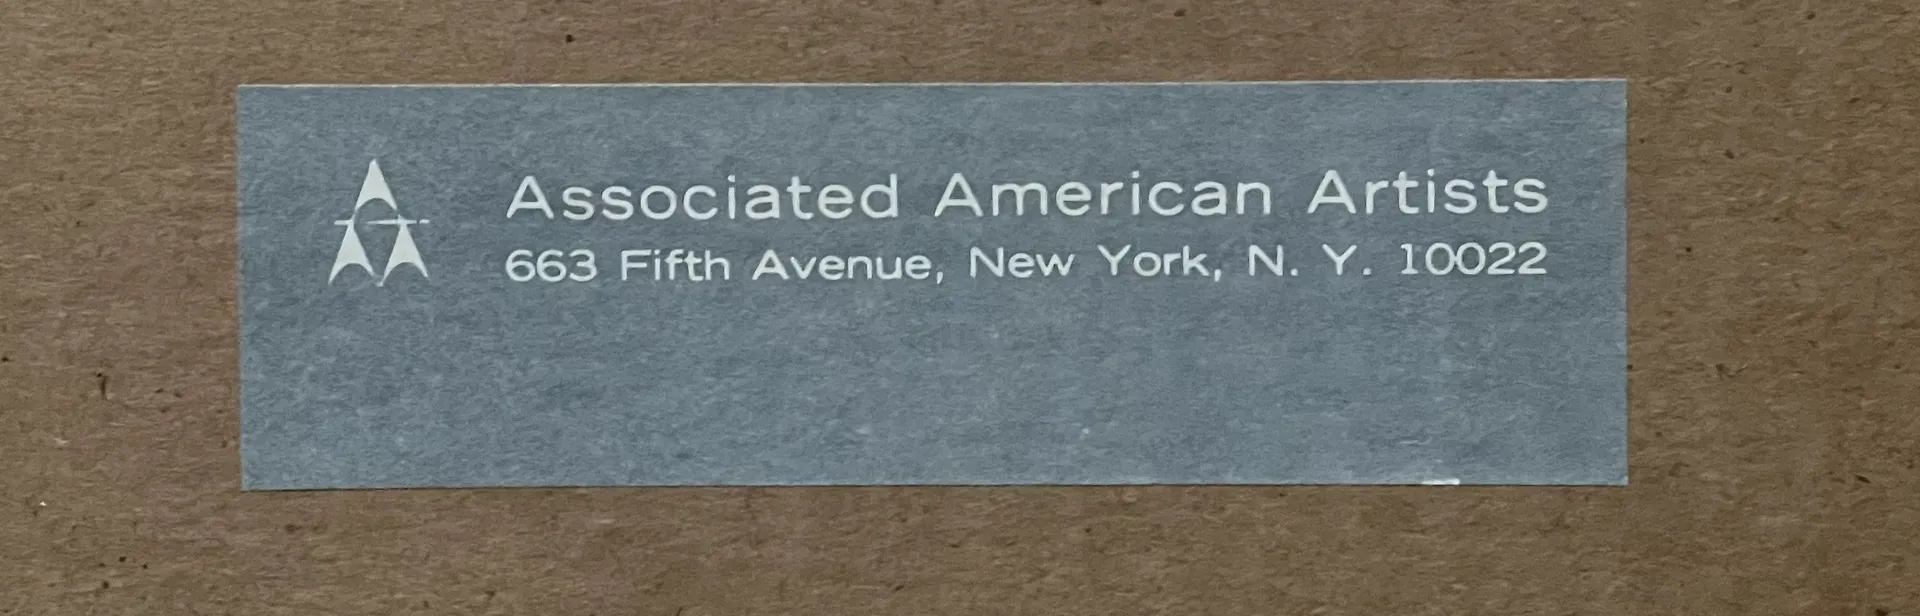 Associated American Artists
663 Fifth Avenue, New York, N. Y. 10022